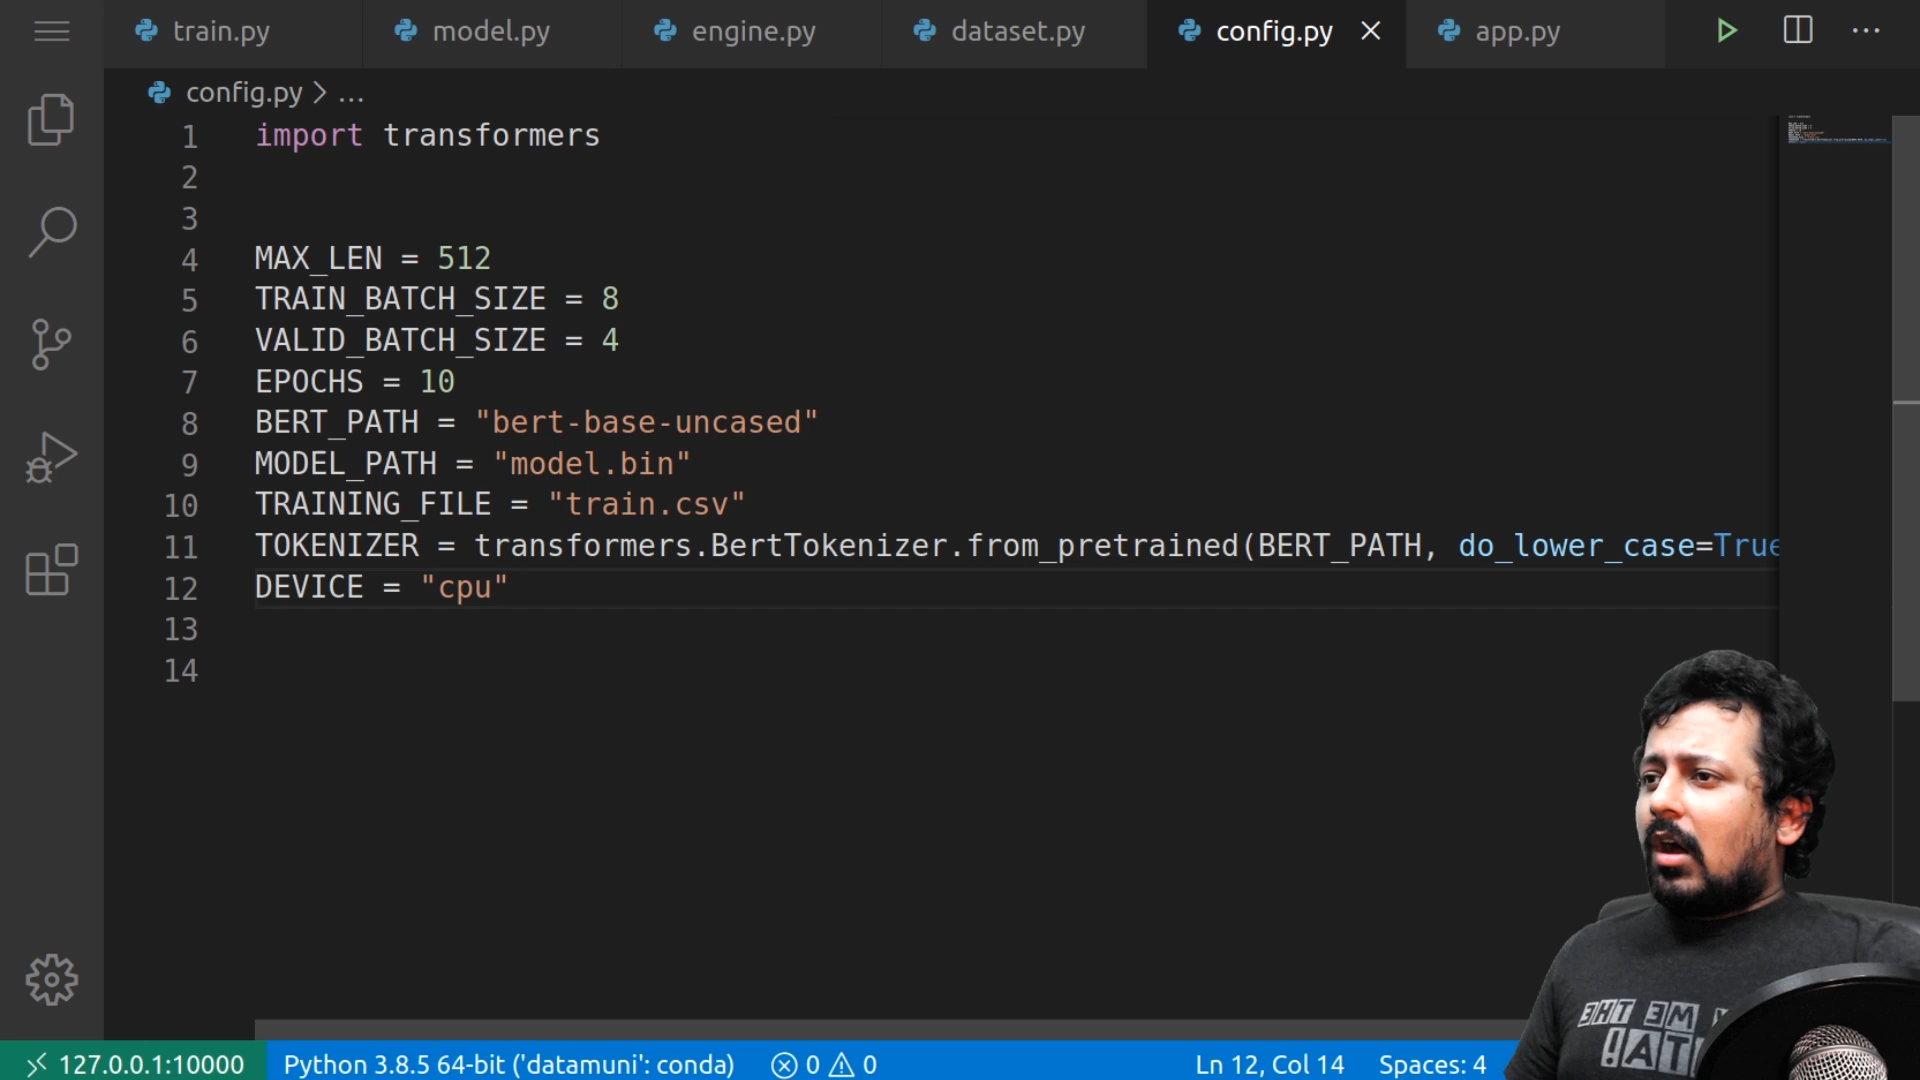 train.py model.py engine.py dataset.py config.py app.py
config.py > ...
1 import transformers
2
3
4 MAX_LEN = 512
5 TRAIN_BATCH_SIZE = 8
6 VALID_BATCH_SIZE = 4
7 EPOCHS = 10
8 BERT_PATH = "bert-base-uncased"
9 MODEL_PATH = "model.bin"
10 TRAINING_FILE = "train.csv"
11 TOKENIZER = transformers.BertTokenizer.from_pretrained(BERT_PATH, do_lower_case=True
12 DEVICE = "cpu"
13
14
ME THE
127.0.0.1:10000 Python 3.8.5 64-bit ('datamuni': conda) 0 0 Ln 12, Col 14 Spaces: 4